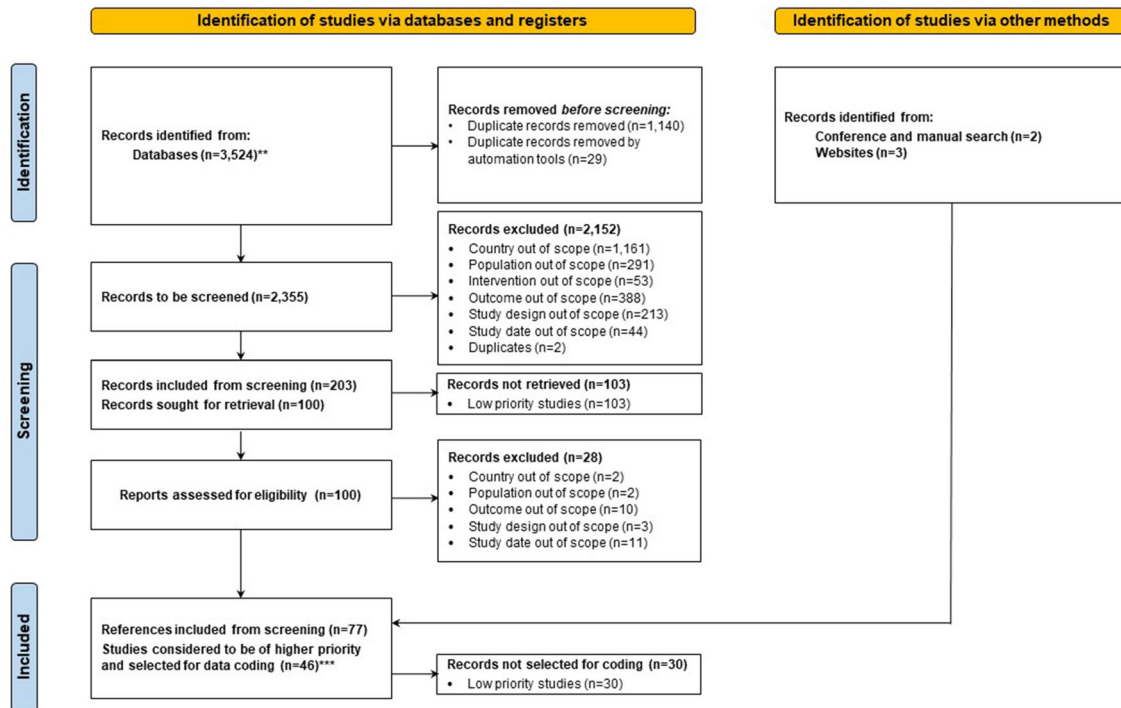 Identification of studies via databases and registers
Identification of studies via other methods
Identification
Records identified from:
Databases (n=3,524)**
Records removed before screening:
• Duplicate records removed (n=1,140)
• Duplicate records removed by
automation tools (n=29)
Records identified from:
Conference and manual search (n=2)
Websites (n=3)
Screening
Records to be screened (n=2,355)
Records excluded (n=2,152)
• Country out of scope (n=1,161)
• Population out of scope (n=291)
• Intervention out of scope (n=53)
• Outcome out of scope (n=388)
• Study design out of scope (n=213)
• Study date out of scope (n=44)
• Duplicates (n=2)
Records included from screening (n=203)
Records sought for retrieval (n=100)
Records not retrieved (n=103)
• Low priority studies (n=103)
Reports assessed for eligibility (n=100)
Records excluded (n=28)
• Country out of scope (n=2)
• Population out of scope (n=2)
• Outcome out of scope (n=10)
• Study design out of scope (n=3)
• Study date out of scope (n=11)
Included
References included from screening (n=77)
Studies considered to be of higher priority
and selected for data coding (n=46)***
Records not selected for coding (n=30)
• Low priority studies (n=30)